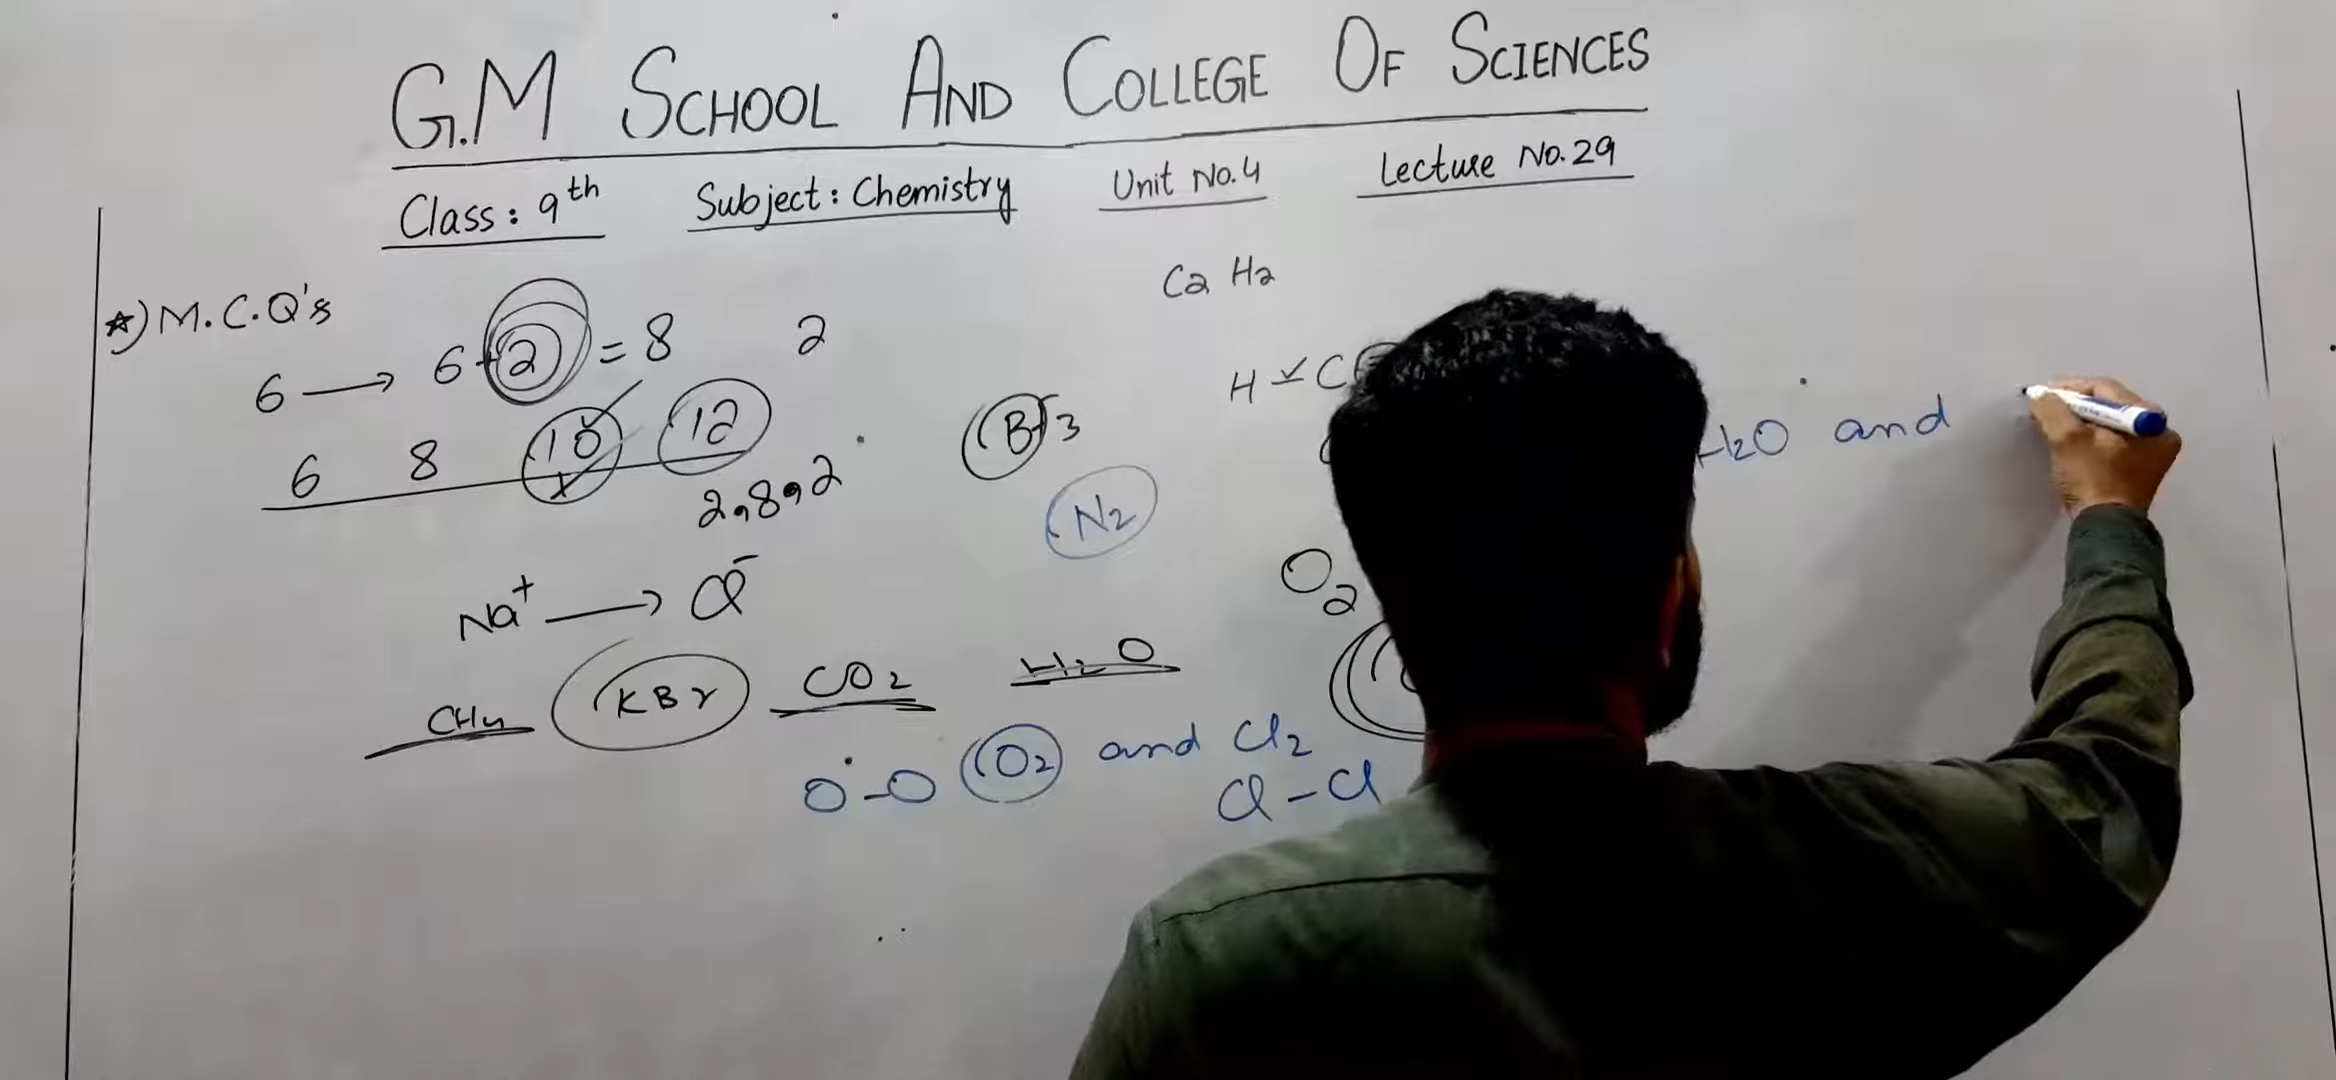 G.M SCHOOL AND COLLEGE OF SCIENCES
Class: 9th Subject: Chemistry Unit No.4 Lecture No.29
M.C.Q's
C2 H2
6 → 6+2 = 8 2
H - C
6 8 10 12
BF3
H2O and
2,8,2
N2
Na+ → Cl-
O2
CH4 KBr CO2 H2O
O-O O2 and Cl2
Cl-Cl